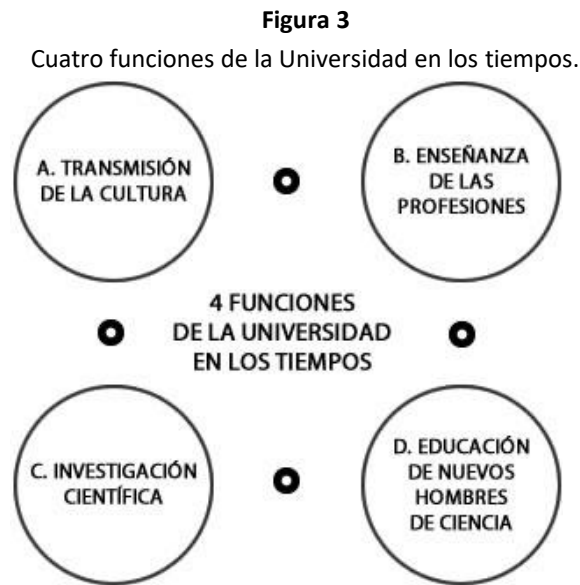 Figura 3
Cuatro funciones de la Universidad en los tiempos.
A. TRANSMISIÓN
DE LA CULTURA
B. ENSEÑANZA
DE LAS
PROFESIONES
4 FUNCIONES
DE LA UNIVERSIDAD
EN LOS TIEMPOS
C. INVESTIGACIÓN
CIENTÍFICA
D. EDUCACIÓN
DE NUEVOS
HOMBRES
DE CIENCIA